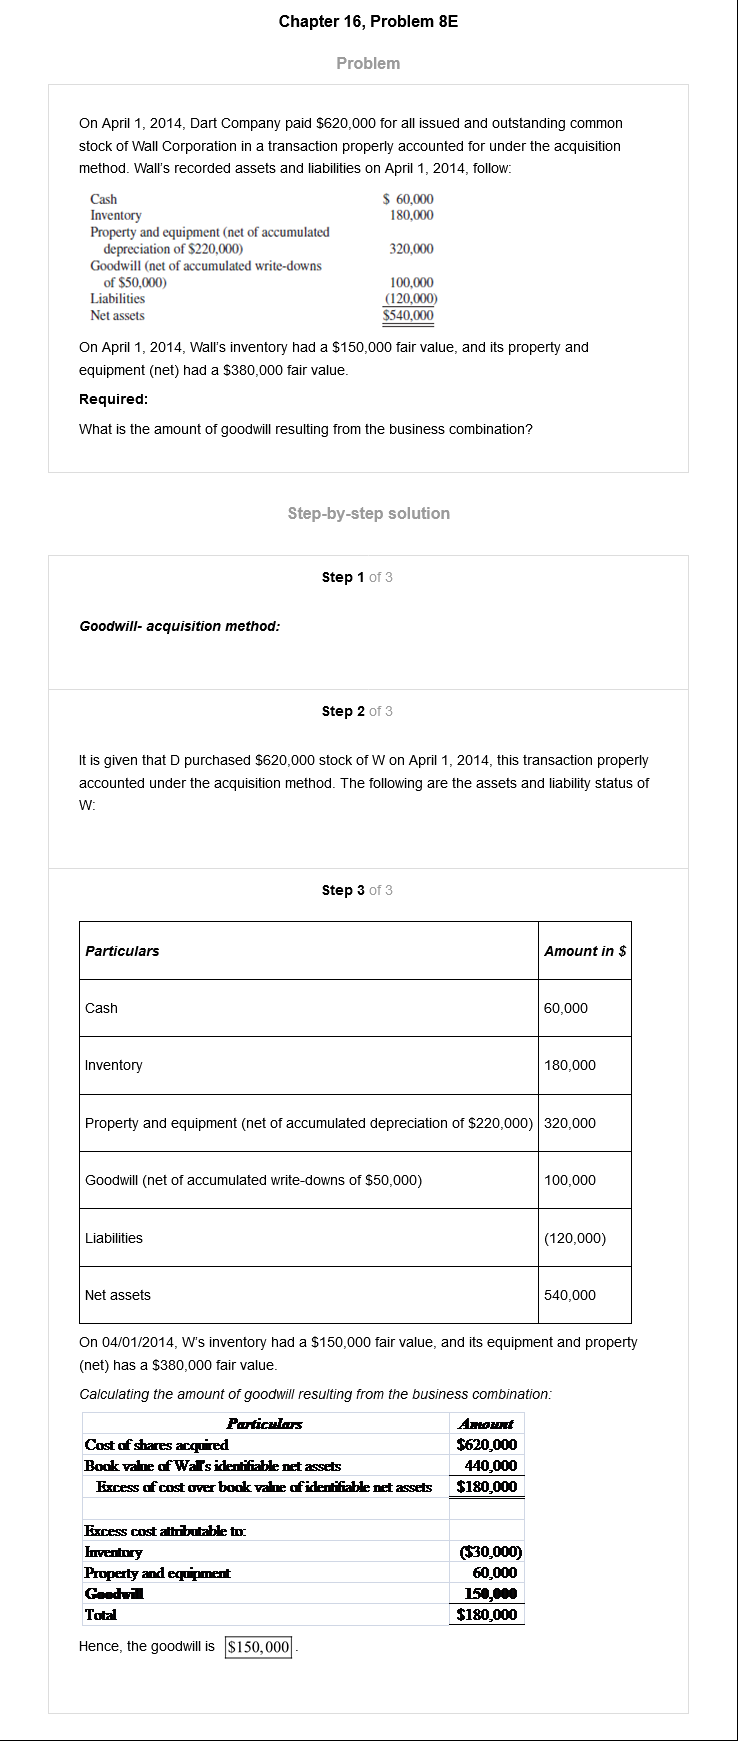 Chapter 16, Problem 8E
Problem
On April 1, 2014, Dart Company paid $620,000 for all issued and outstanding common
stock of Wall Corporation in a transaction properly accounted for under the acquisition
method. Wall's recorded assets and liabilities on April 1, 2014, follow:
Cash $ 60,000
Inventory 180,000
Property and equipment (net of accumulated
depreciation of $220,000) 320,000
Goodwill (net of accumulated write-downs
of $50,000) 100,000
Liabilities (120,000)
Net assets $540,000
On April 1, 2014, Wall's inventory had a $150,000 fair value, and its property and
equipment (net) had a $380,000 fair value.
Required:
What is the amount of goodwill resulting from the business combination?
Step-by-step solution
Step 1 of 3
Goodwill- acquisition method:
Step 2 of 3
It is given that D purchased $620,000 stock of W on April 1, 2014, this transaction properly
accounted under the acquisition method. The following are the assets and liability status of
W:
Step 3 of 3
Particulars Amount in $
Cash 60,000
Inventory 180,000
Property and equipment (net of accumulated depreciation of $220,000) 320,000
Goodwill (net of accumulated write-downs of $50,000) 100,000
Liabilities (120,000)
Net assets 540,000
On 04/01/2014, W's inventory had a $150,000 fair value, and its equipment and property
(net) has a $380,000 fair value.
Calculating the amount of goodwill resulting from the business combination:
Particulars Amount
Cost of shares acquired $620,000
Book value of Wall's identifiable net assets 440,000
Excess of cost over book value of identifiable net assets $180,000
Excess cost attributable to:
Inventory ($30,000)
Property and equipment 60,000
Goodwill 150,000
Total $180,000
Hence, the goodwill is $150,000 .